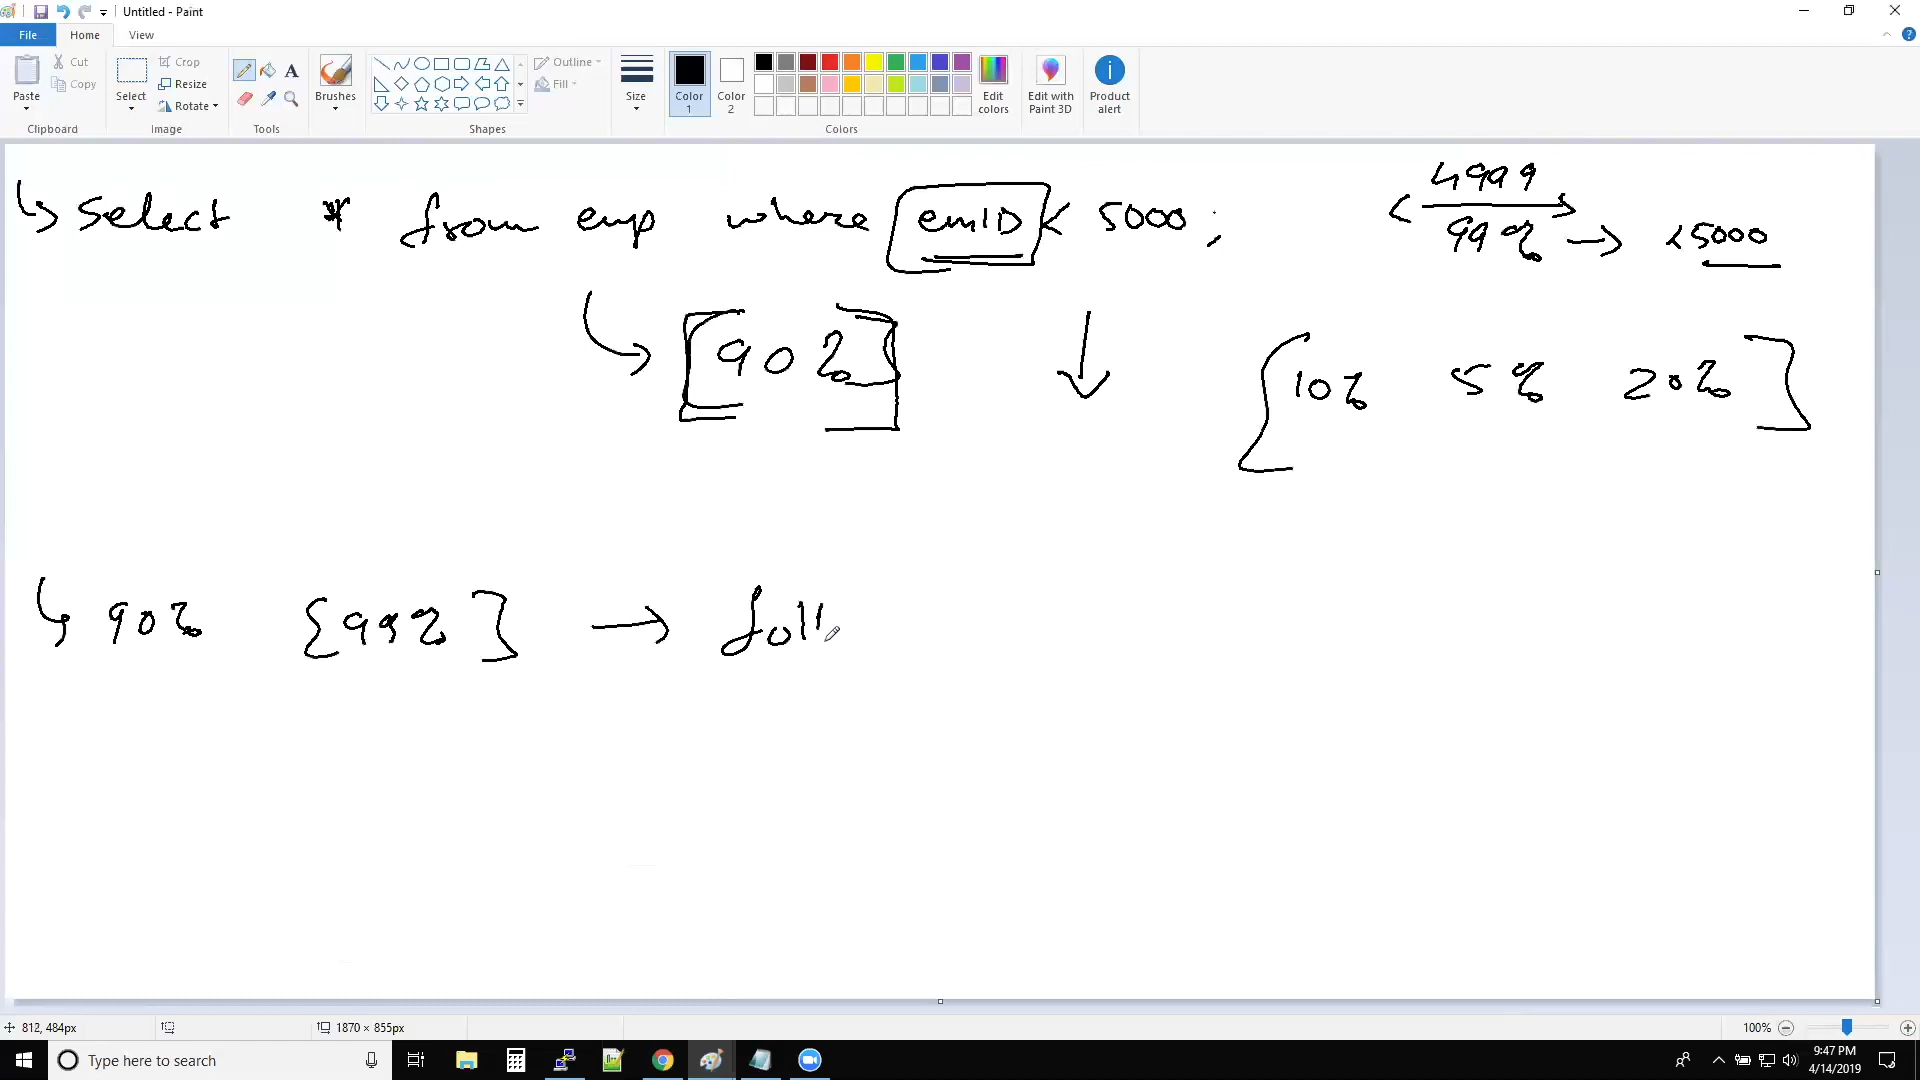 Untitled - Paint
File Home View
Paste Cut Copy Clipboard
Select Crop Resize Rotate Image
Tools
Brushes
Outline Fill Shapes
Size
Color 1 Color 2 Edit colors Colors
Edit with Paint 3D
Product alert
Select * from emp where emID < 5000 ;
4999
99% → < 5000
[90%]
[10% 5% 20%]
90% {99%] → full
812, 484px 1870 × 855px 100%
Type here to search
9:47 PM
4/14/2019